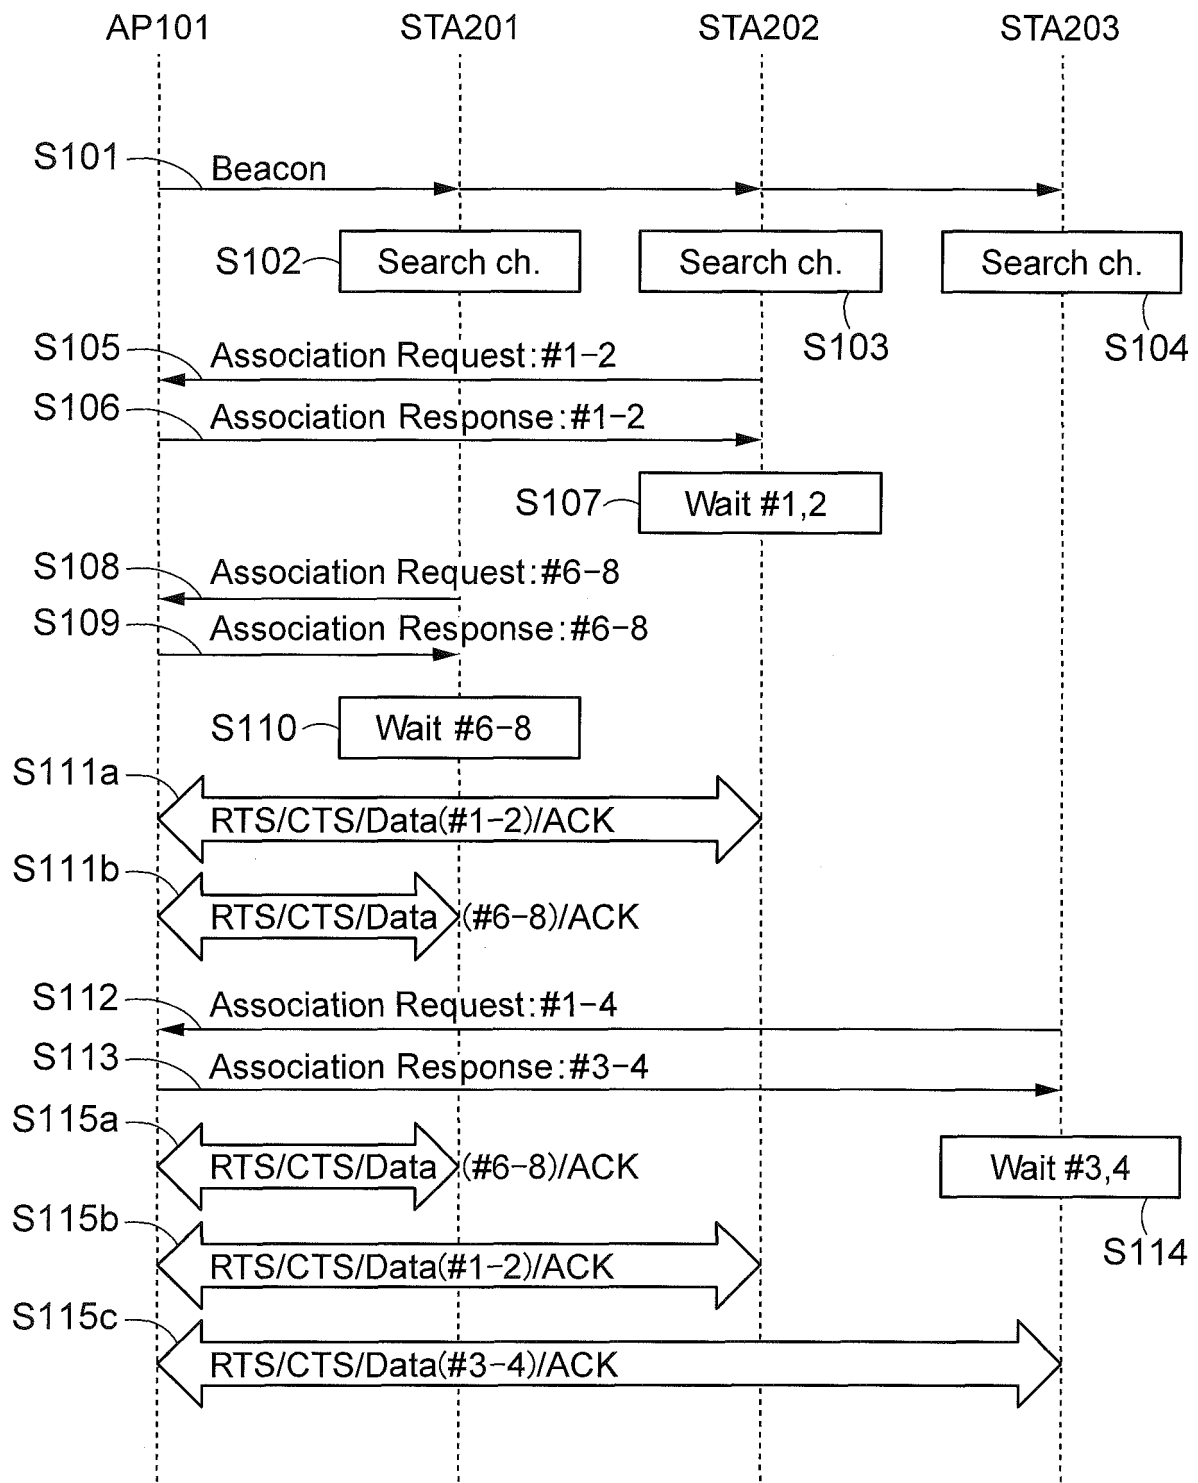 AP101 STA201 STA202 STA203
S101 Beacon
S102 Search ch. Search ch. Search ch.
S103 S104
S105 Association Request:#1-2
S106 Association Response:#1-2
S107 Wait #1,2
S108 Association Request:#6-8
S109 Association Response:#6-8
S110 Wait #6-8
S111a
RTS/CTS/Data(#1-2)/ACK
S111b
RTS/CTS/Data (#6-8)/ACK
S112 Association Request:#1-4
S113 Association Response:#3-4
S115a
RTS/CTS/Data (#6-8)/ACK Wait #3,4
S115b S114
RTS/CTS/Data(#1-2)/ACK
S115c
RTS/CTS/Data(#3-4)/ACK